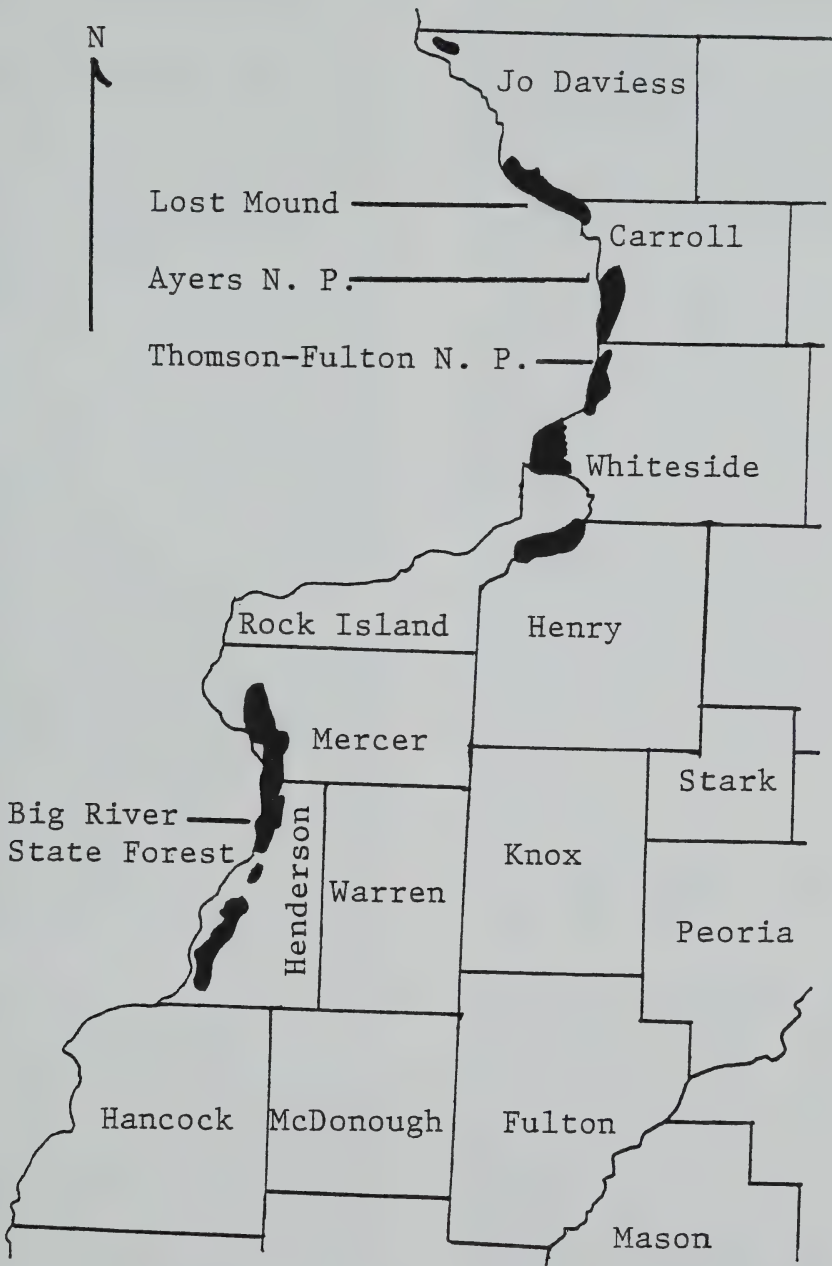 N
Jo Daviess
Lost Mound
Carroll
Ayers N. P.
Thomson-Fulton N. P.
Whiteside
Rock Island
Henry
Mercer
Stark
Big River
State Forest
Henderson
Warren
Knox
Peoria
Hancock
McDonough
Fulton
Mason